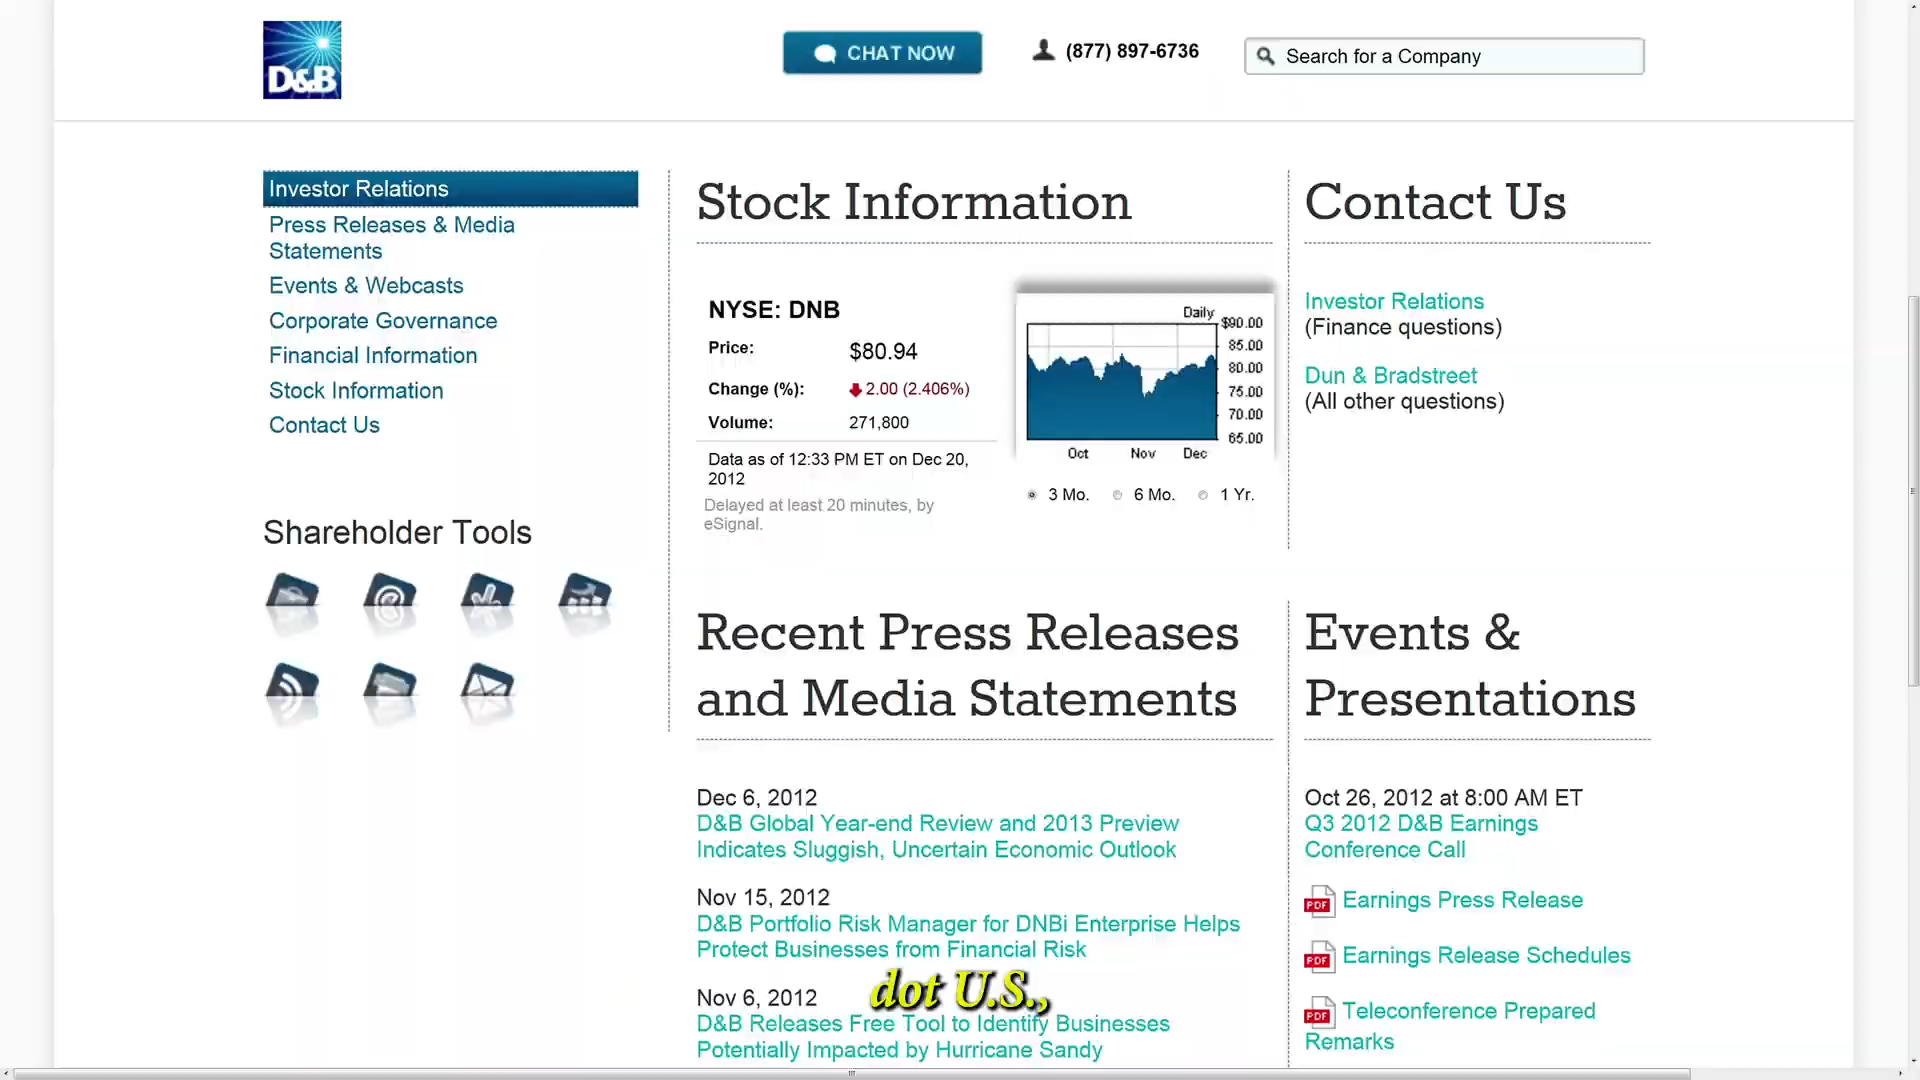 D&B
CHAT NOW
(877) 897-6736
Search for a Company
Investor Relations
Press Releases & Media
Statements
Events & Webcasts
Corporate Governance
Financial Information
Stock Information
Contact Us
Shareholder Tools
Stock Information
NYSE: DNB
Price: $80.94
Change (%): 2.00 (2.406%)
Volume: 271,800
Data as of 12:33 PM ET on Dec 20,
2012
Delayed at least 20 minutes, by
eSignal.
Daily
$90.00
85.00
80.00
75.00
70.00
65.00
Oct Nov Dec
3 Mo. 6 Mo. 1 Yr.
Contact Us
Investor Relations
(Finance questions)
Dun & Bradstreet
(All other questions)
Recent Press Releases
and Media Statements
Dec 6, 2012
D&B Global Year-end Review and 2013 Preview
Indicates Sluggish, Uncertain Economic Outlook
Nov 15, 2012
D&B Portfolio Risk Manager for DNBi Enterprise Helps
Protect Businesses from Financial Risk
Nov 6, 2012
D&B Releases Free Tool to Identify Businesses
Potentially Impacted by Hurricane Sandy
Events &
Presentations
Oct 26, 2012 at 8:00 AM ET
Q3 2012 D&B Earnings
Conference Call
PDF Earnings Press Release
PDF Earnings Release Schedules
PDF Teleconference Prepared
Remarks
dot U.S.,